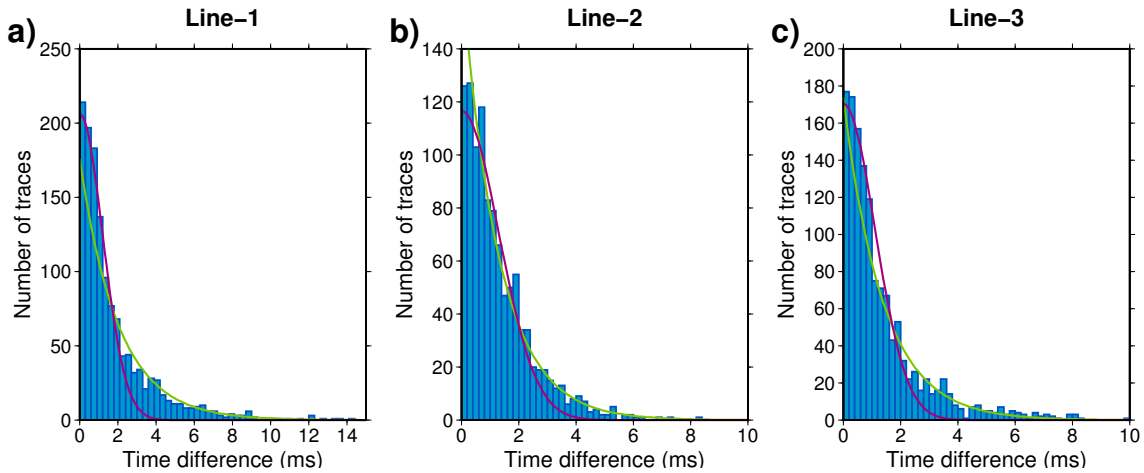 Line−1
Line−2
Line−3
a)
b)
c)
250
200
150
100
50
0
Number of traces
0 2 4 6 8 10 12 14
Time difference (ms)
140
120
100
80
60
40
20
0
Number of traces
0 2 4 6 8 10
Time difference (ms)
200
180
160
140
120
100
80
60
40
20
0
Number of traces
0 2 4 6 8 10
Time difference (ms)